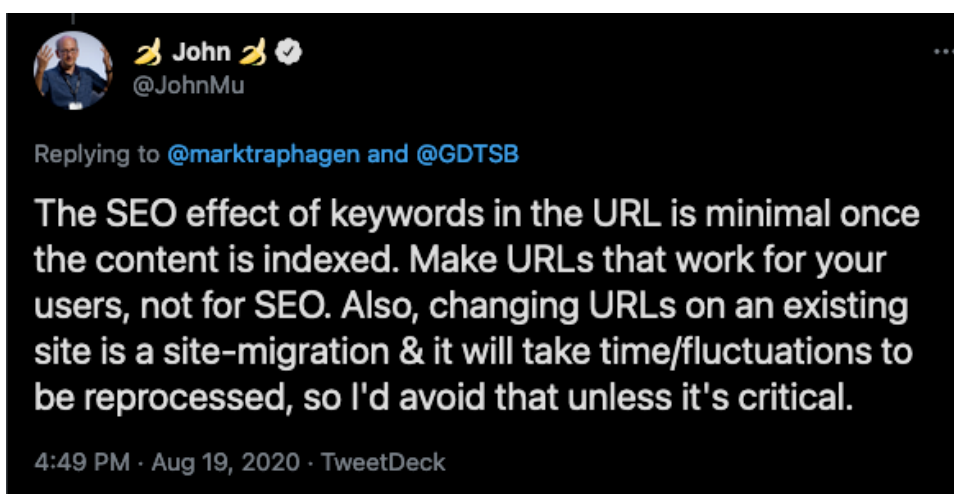 🍌 John 🍌
@JohnMu
Replying to @marktraphagen and @GDTSB
The SEO effect of keywords in the URL is minimal once
the content is indexed. Make URLs that work for your
users, not for SEO. Also, changing URLs on an existing
site is a site-migration & it will take time/fluctuations to
be reprocessed, so I'd avoid that unless it's critical.
4:49 PM · Aug 19, 2020 · TweetDeck